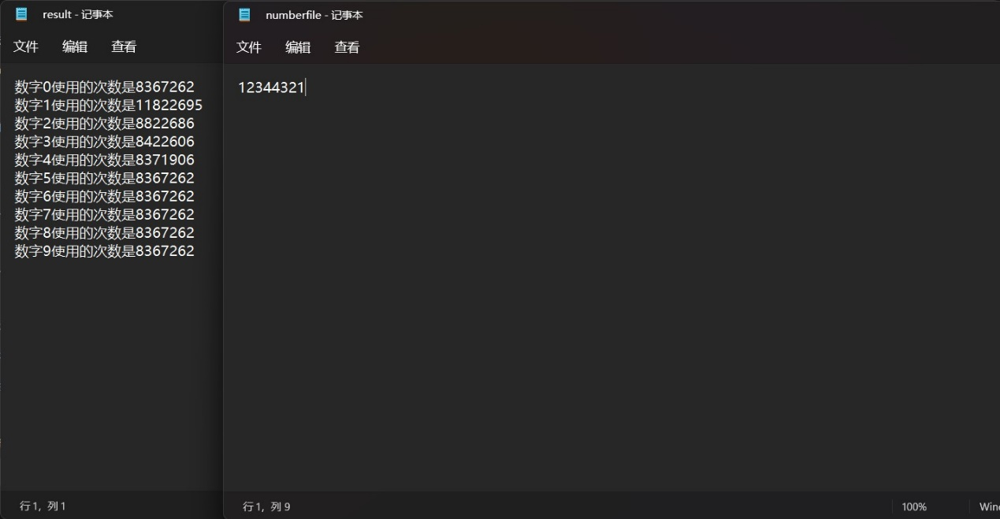 result - 记事本
文件 编辑 查看
数字0使用的次数是8367262
数字1使用的次数是11822695
数字2使用的次数是8822686
数字3使用的次数是8422606
数字4使用的次数是8371906
数字5使用的次数是8367262
数字6使用的次数是8367262
数字7使用的次数是8367262
数字8使用的次数是8367262
数字9使用的次数是8367262
行 1，列 1
numberfile - 记事本
文件 编辑 查看
12344321
行 1，列 9
100%